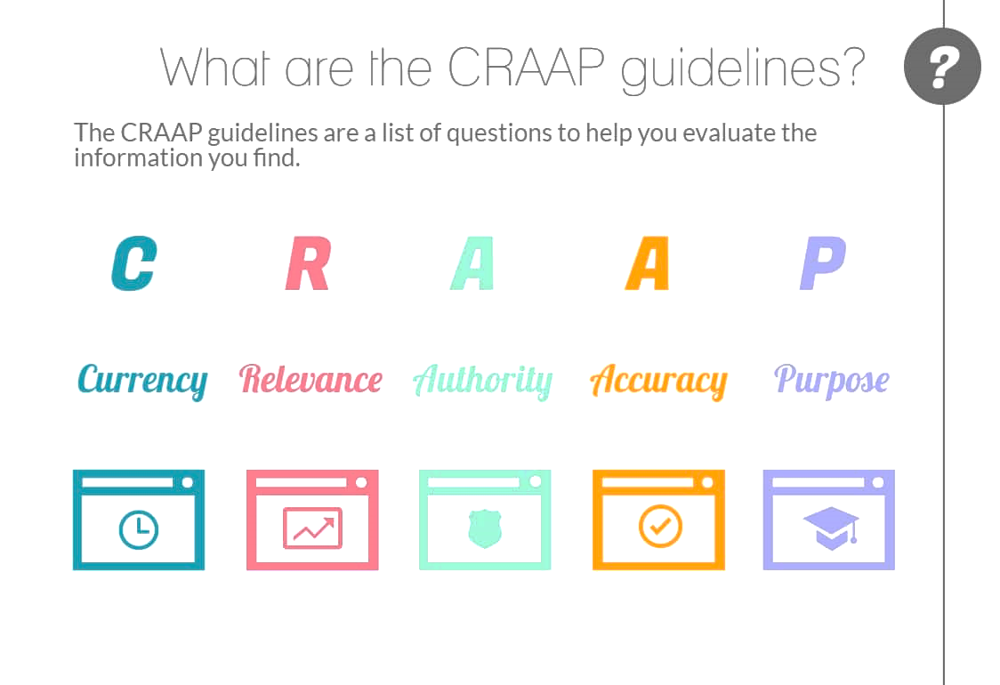 What are the CRAAP guidelines?
?
The CRAAP guidelines are a list of questions to help you evaluate the
information you find.
C R A A P
Currency Relevance Authority Accuracy Purpose